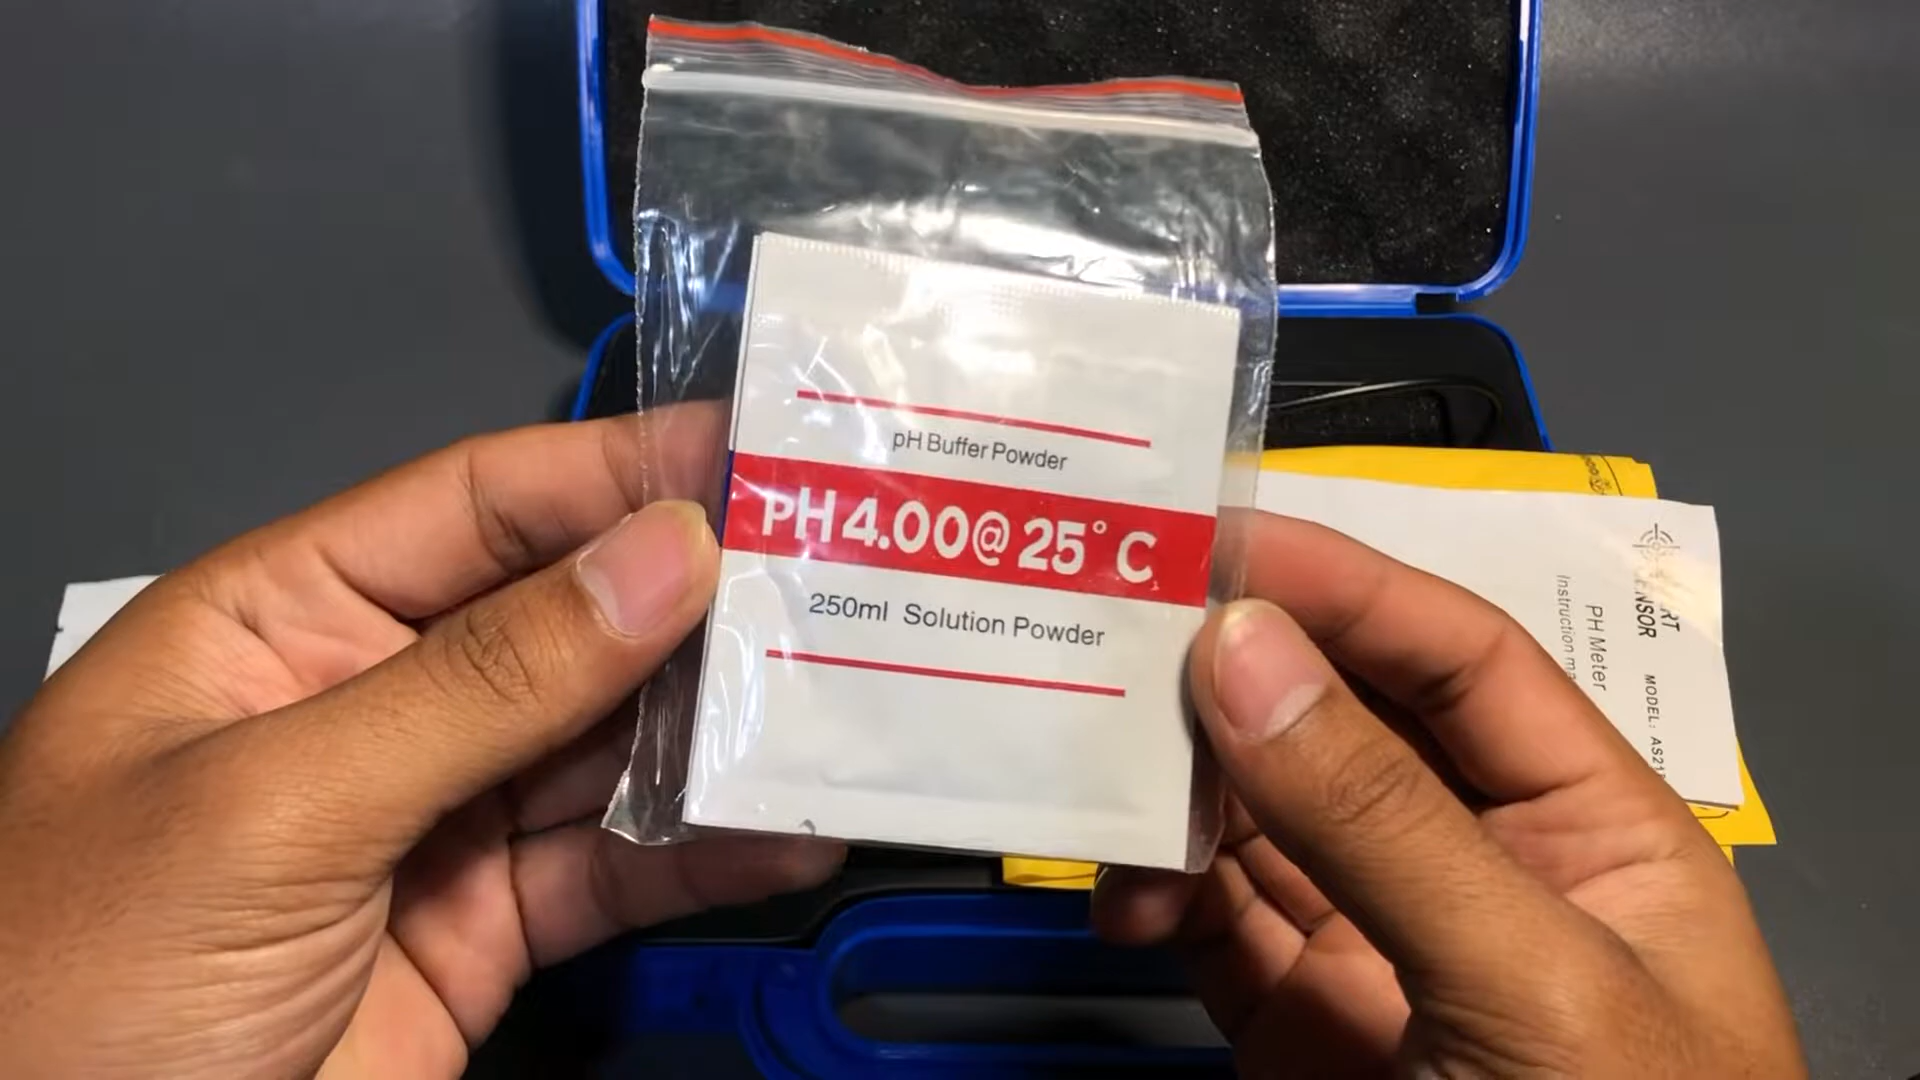 pH Buffer Powder
PH 4.00@ 25° C
250ml Solution Powder
PH Meter
MODEL: